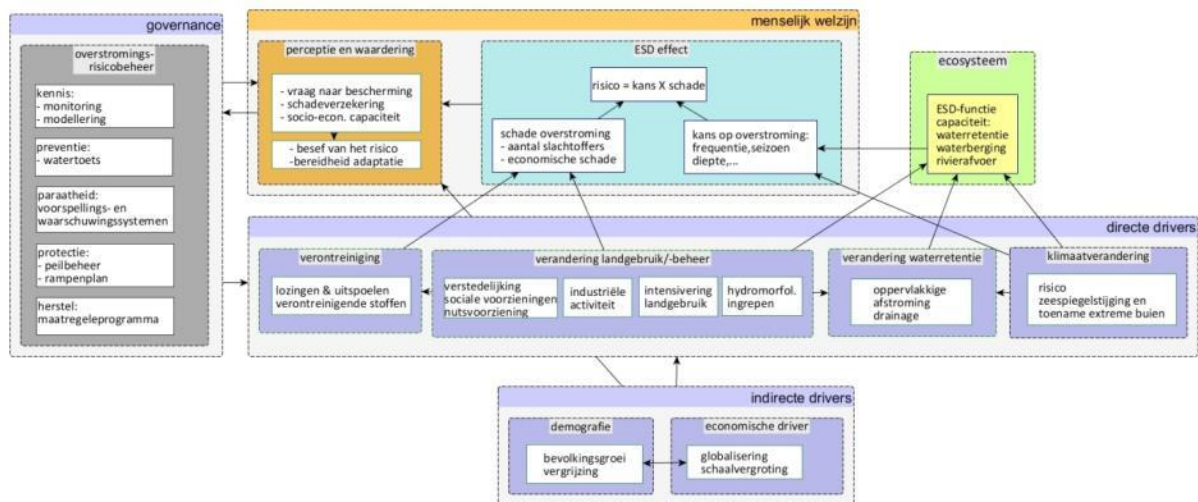 governance
overstromings-
risicobeheer
kennis:
- monitoring
- modellering
preventie:
- watertoets
paraatheid:
voorspellings- en
waarschuwingssystemen
protectie:
- peilbeheer
- rampenplan
herstel:
maatregeleprogramma
menselijk welzijn
perceptie en waardering
- vraag naar bescherming
- schadeverzekering
- socio-econ. capaciteit
- besef van het risico
-bereidheid adaptatie
ESD effect
risico = kans X schade
schade overstroming
- aantal slachtoffers
- economische schade
kans op overstroming:
frequentie,seizoen
diepte,...
ecosysteem
ESD-functie
capaciteit:
waterretentie
waterberging
rivierafvoer
directe drivers
verontreiniging
lozingen & uitspoelen
verontreinigende stoffen
verandering landgebruik/-beheer
verstedelijking
sociale voorzieningen
nutsvoorziening
industriële
activiteit
intensivering
landgebruik
hydromorfol.
ingrepen
verandering waterretentie
oppervlakkige
afstroming
drainage
klimaatverandering
risico
zeespiegelstijging en
toename extreme buien
indirecte drivers
demografie
bevolkingsgroei
vergrijzing
economische driver
globalisering
schaalvergroting